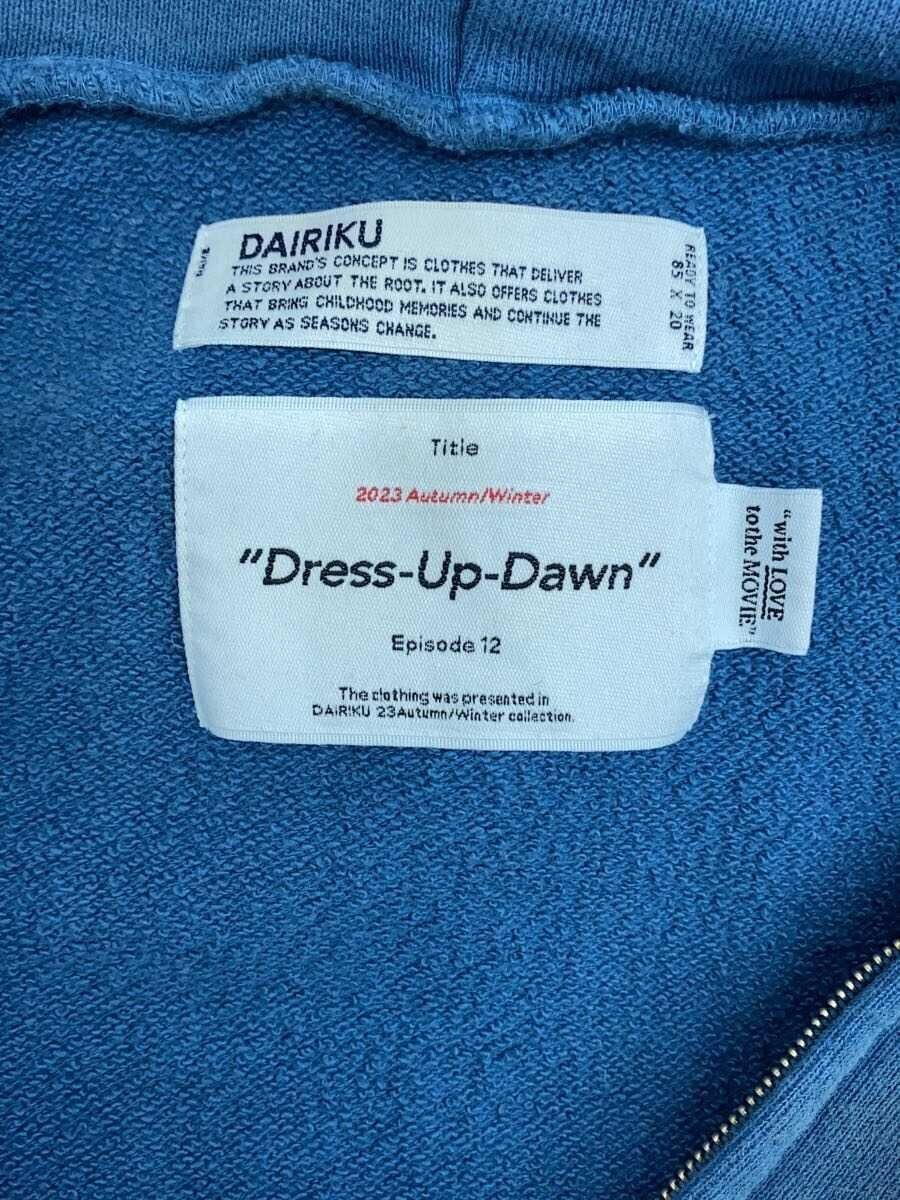 DAIRIKU
THIS BRAND'S CONCEPT IS CLOTHES THAT DELIVER
A STORY ABOUT THE ROOT. IT ALSO OFFERS CLOTHES
THAT BRING CHILDHOOD MEMORIES AND CONTINUE THE
STORY AS SEASONS CHANGE.
READY TO WEAR
85 X 20
Title
2023 Autumn/Winter
"Dress-Up-Dawn"
Episode 12
The clothing was presented in
DAIRIKU 23Autumn/Winter collection.
"with LOVE
to the MOVIE"